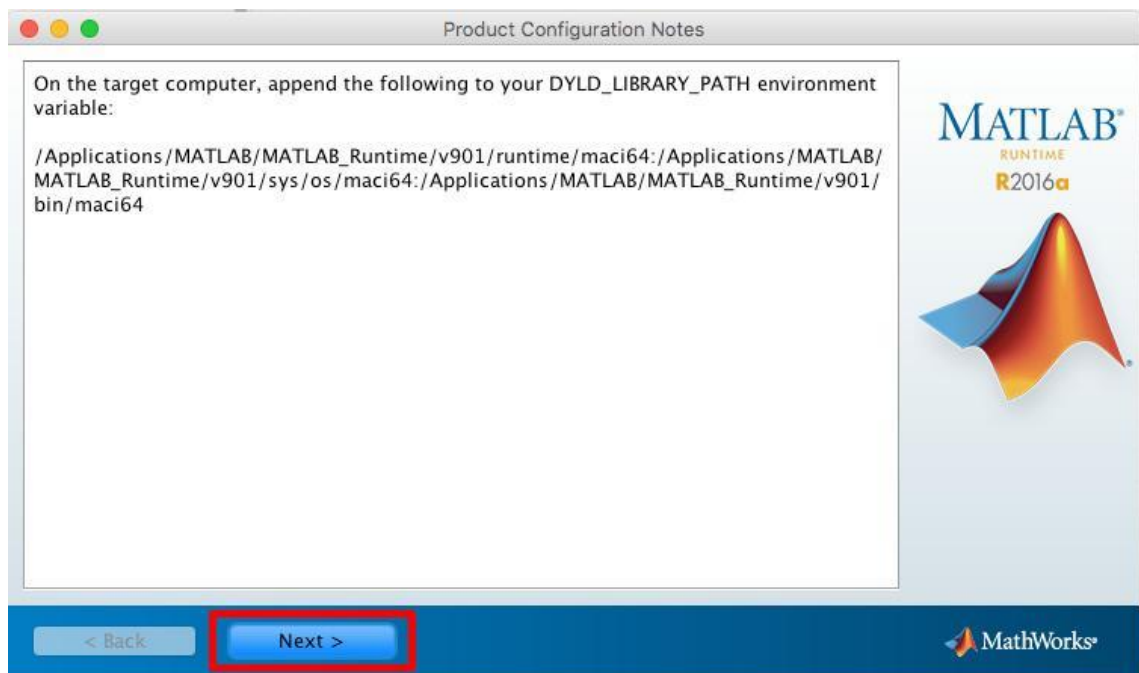 Product Configuration Notes
On the target computer, append the following to your DYLD_LIBRARY_PATH environment
variable:
/Applications/MATLAB/MATLAB_Runtime/v901/runtime/maci64:/Applications/MATLAB/
MATLAB_Runtime/v901/sys/os/maci64:/Applications/MATLAB/MATLAB_Runtime/v901/
bin/maci64
MATLAB®
RUNTIME
R2016a
< Back
Next >
MathWorks®